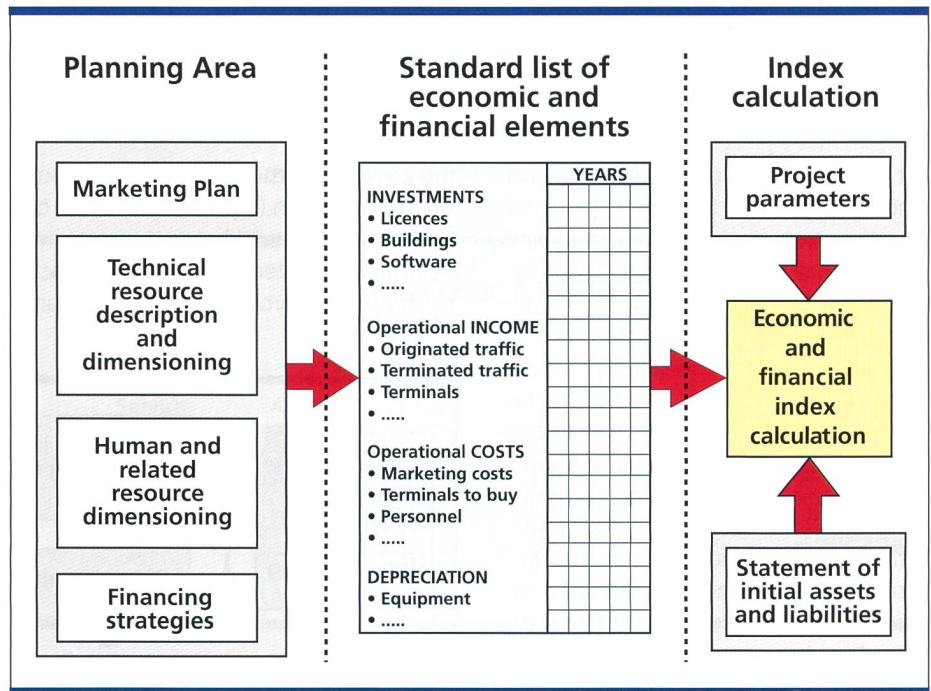 Planning Area
Marketing Plan
Technical
resource
description
and
dimensioning
Human and
related
resource
dimensioning
Financing
strategies
Standard list of
economic and
financial elements
YEARS
INVESTMENTS
• Licences
• Buildings
• Software
• .....
Operational INCOME
• Originated traffic
• Terminated traffic
• Terminals
• .....
Operational COSTS
• Marketing costs
• Terminals to buy
• Personnel
• .....
DEPRECIATION
• Equipment
• .....
Index
calculation
Project
parameters
Economic
and
financial
index
calculation
Statement of
initial assets
and liabilities